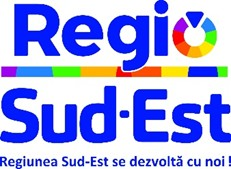 Regio
Sud-Est
Regiunea Sud-Est se dezvoltă cu noi !